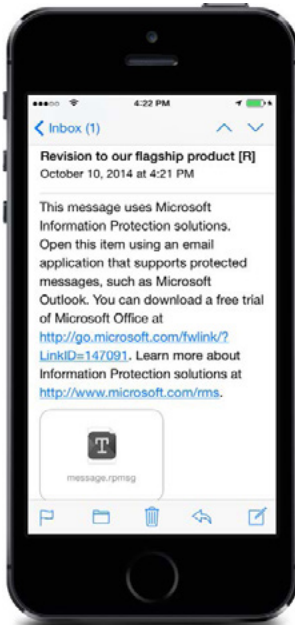 4:22 PM
Inbox (1)
Revision to our flagship product [R]
October 10, 2014 at 4:21 PM
This message uses Microsoft
Information Protection solutions.
Open this item using an email
application that supports protected
messages, such as Microsoft
Outlook. You can download a free trial
of Microsoft Office at
http://go.microsoft.com/fwlink/?
LinkID=147091. Learn more about
Information Protection solutions at
http://www.microsoft.com/rms.
T
message.rpmsg